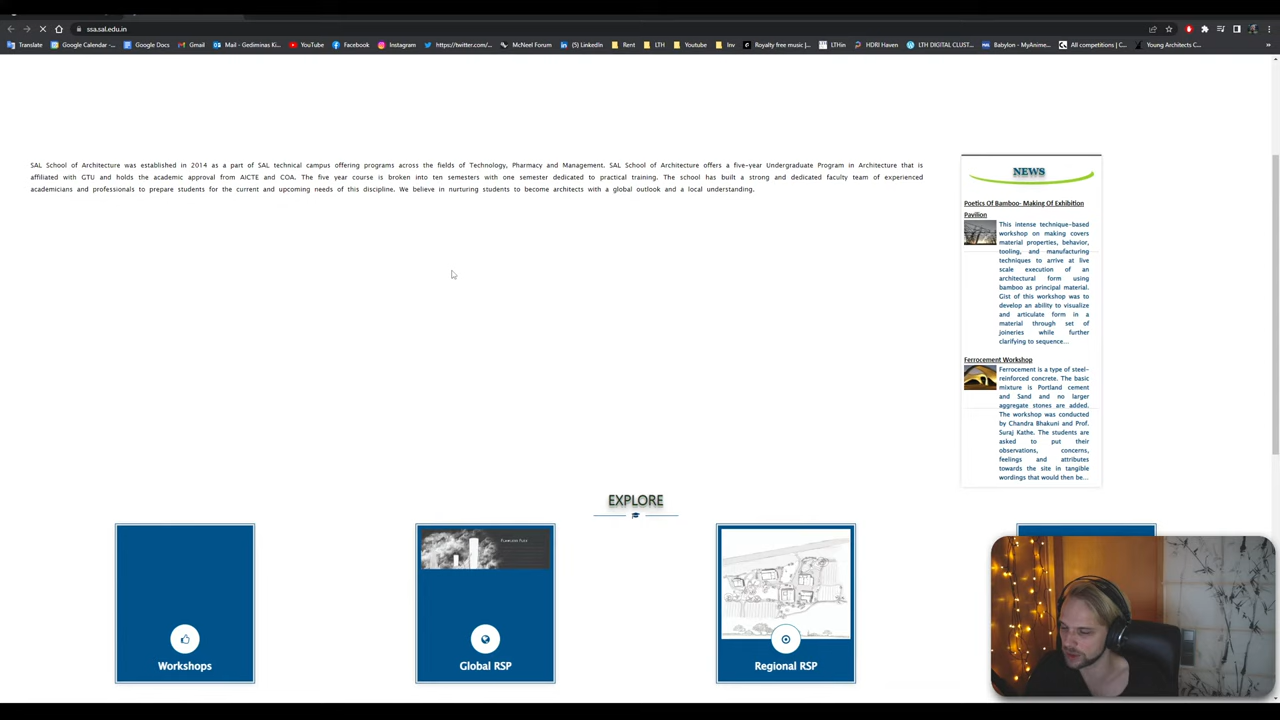 ssa.sal.edu.in
Translate
Google Calendar -...
Google Docs
Gmail
Mail - Gediminas Ki...
YouTube
Facebook
Instagram
https://twitter.com/...
McNeel Forum
(5) LinkedIn
Rent
LTH
Youtube
Inv
Royalty free music |...
LTHin
HDRI Haven
LTH DIGITAL CLUST...
Babylon - MyAnime...
All competitions | C...
Young Architects C...
SAL School of Architecture was established in 2014 as a part of SAL technical campus offering programs across the fields of Technology, Pharmacy and Management. SAL School of Architecture offers a five-year Undergraduate Program in Architecture that is
affiliated with GTU and holds the academic approval from AICTE and COA. The five year course is broken into ten semesters with one semester dedicated to practical training. The school has built a strong and dedicated faculty team of experienced
academicians and professionals to prepare students for the current and upcoming needs of this discipline. We believe in nurturing students to become architects with a global outlook and a local understanding.
NEWS
Poetics Of Bamboo- Making Of Exhibition
Pavilion
This intense technique-based
workshop on making covers
material properties, behavior,
tooling, and manufacturing
techniques to arrive at live
scale execution of an
architectural form using
bamboo as principal material.
Gist of this workshop was to
develop an ability to visualize
and articulate form in a
material through set of
joineries while further
clarifying to sequence...
Ferrocement Workshop
Ferrocement is a type of steel-
reinforced concrete. The basic
mixture is Portland cement
and Sand and no larger
aggregate stones are added.
The workshop was conducted
by Chandra Bhakuni and Prof.
Suraj Kathe. The students are
asked to put their
observations, concerns,
feelings and attributes
towards the site in tangible
wordings that would then be...
EXPLORE
Workshops
Global RSP
Regional RSP